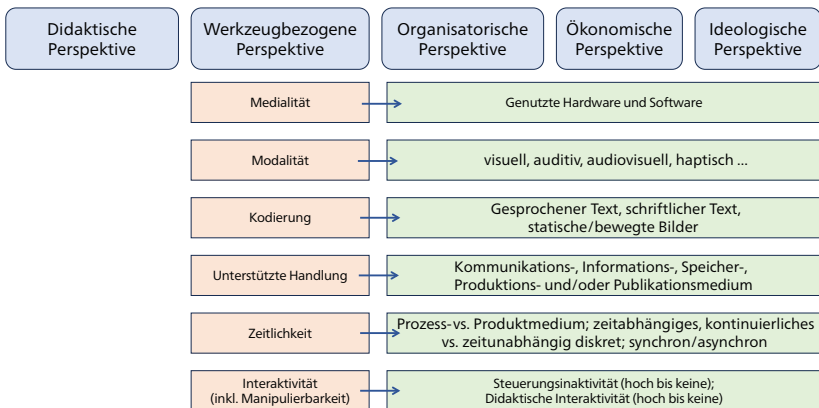 Didaktische
Perspektive
Werkzeugbezogene
Perspektive
Organisatorische
Perspektive
Ökonomische
Perspektive
Ideologische
Perspektive
Medialität
Genutzte Hardware und Software
Modalität
visuell, auditiv, audiovisuell, haptisch ...
Kodierung
Gesprochener Text, schriftlicher Text,
statische/bewegte Bilder
Unterstützte Handlung
Kommunikations-, Informations-, Speicher-,
Produktions- und/oder Publikationsmedium
Zeitlichkeit
Prozess- vs. Produktmedium; zeitabhängiges, kontinuierliches
vs. zeitunabhängig diskret; synchron/asynchron
Interaktivität
(inkl. Manipulierbarkeit)
Steuerungsinaktivität (hoch bis keine);
Didaktische Interaktivität (hoch bis keine)